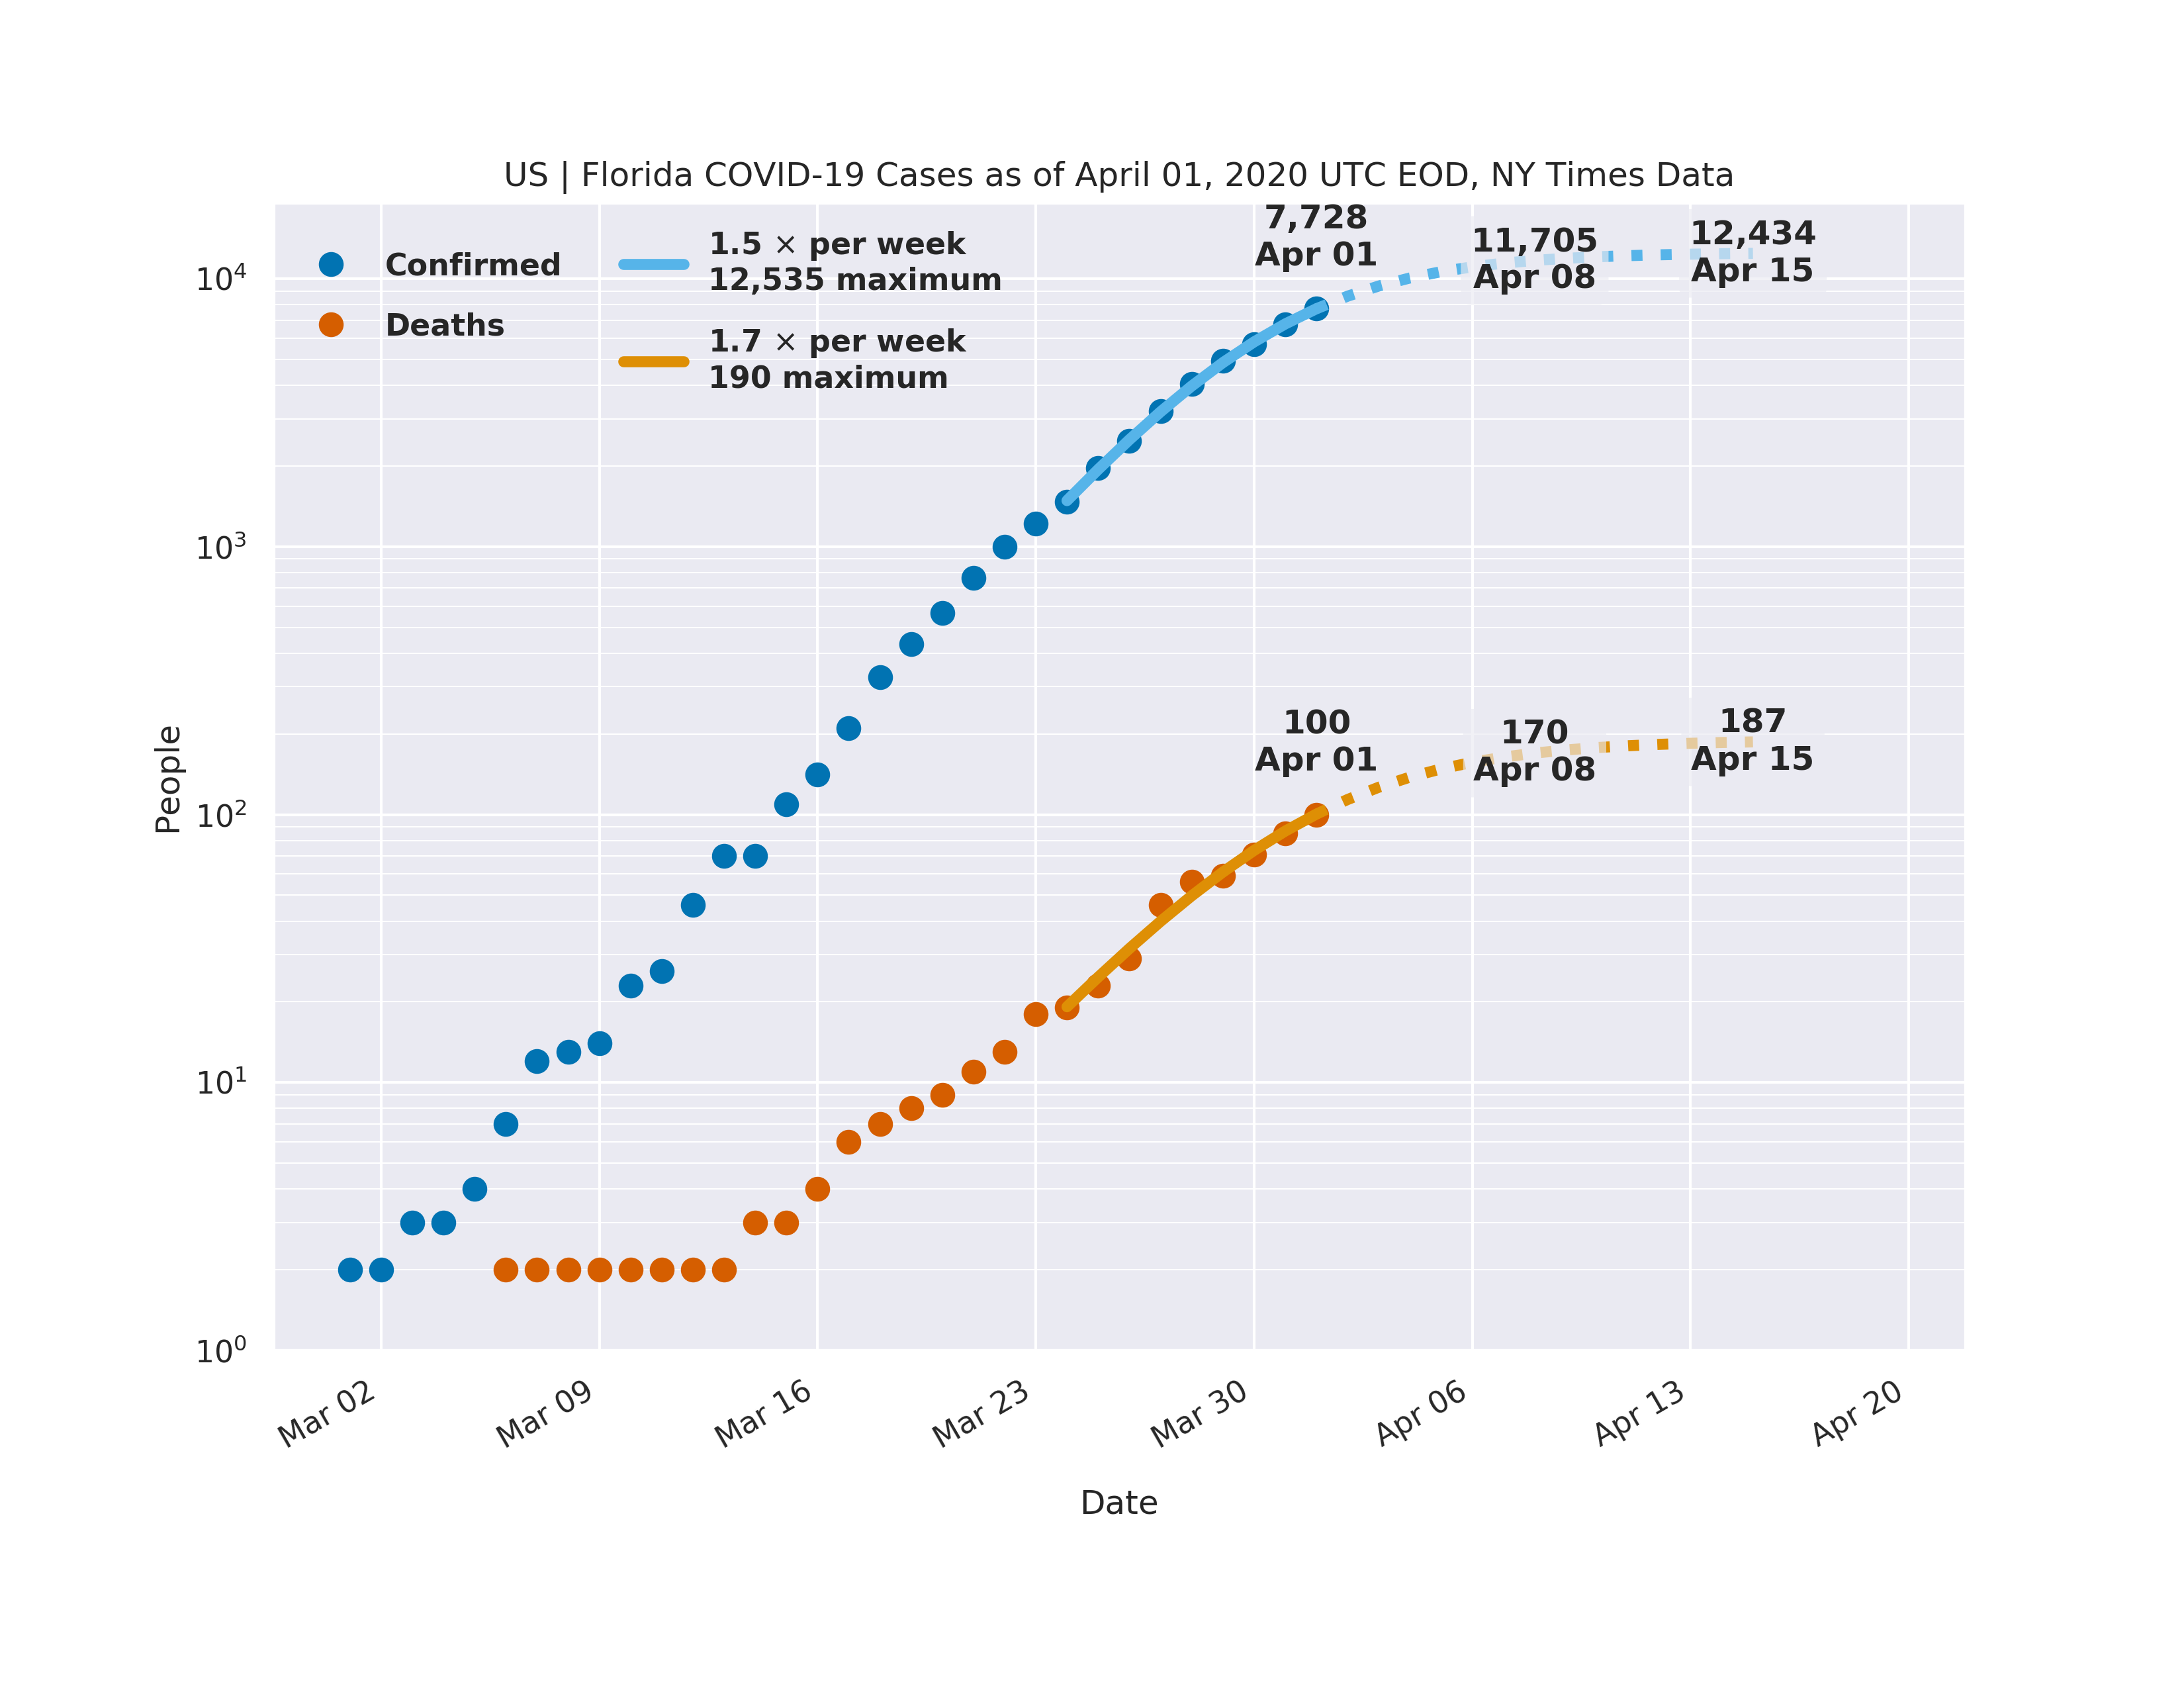 US | Florida COVID-19 Cases as of April 01, 2020 UTC EOD, NY Times Data
Confirmed
Deaths
1.5 × per week
12,535 maximum
1.7 × per week
190 maximum
7,728
Apr 01
11,705
Apr 08
12,434
Apr 15
100
Apr 01
170
Apr 08
187
Apr 15
People
10⁴
10³
10²
10¹
10⁰
Mar 02
Mar 09
Mar 16
Mar 23
Mar 30
Apr 06
Apr 13
Apr 20
Date